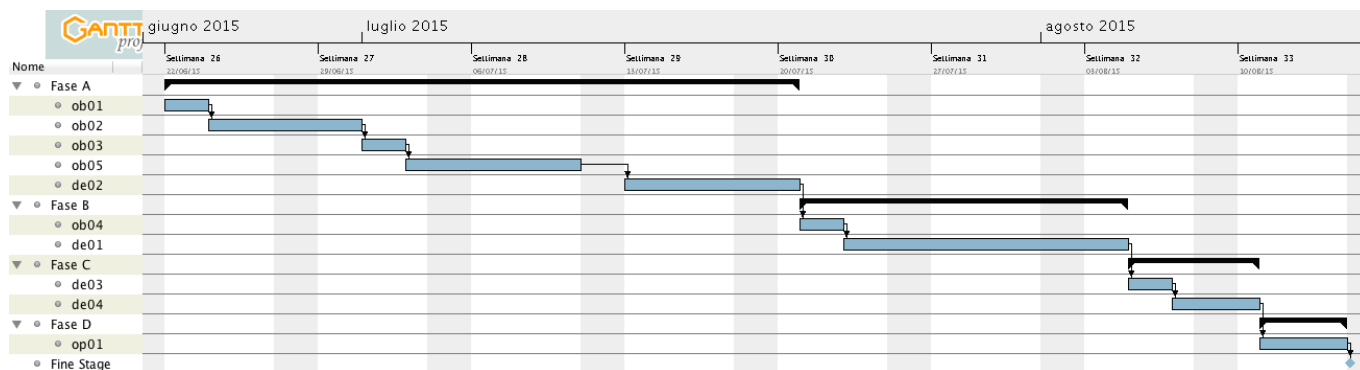 GANTT
proj
giugno 2015 luglio 2015 agosto 2015
Settimana 26 Settimana 27 Settimana 28 Settimana 29 Settimana 30 Settimana 31 Settimana 32 Settimana 33
Nome
22/06/15 29/06/15 06/07/15 13/07/15 20/07/15 27/07/15 03/08/15 10/08/15
Fase A
ob01
ob02
ob03
ob05
de02
Fase B
ob04
de01
Fase C
de03
de04
Fase D
op01
Fine Stage